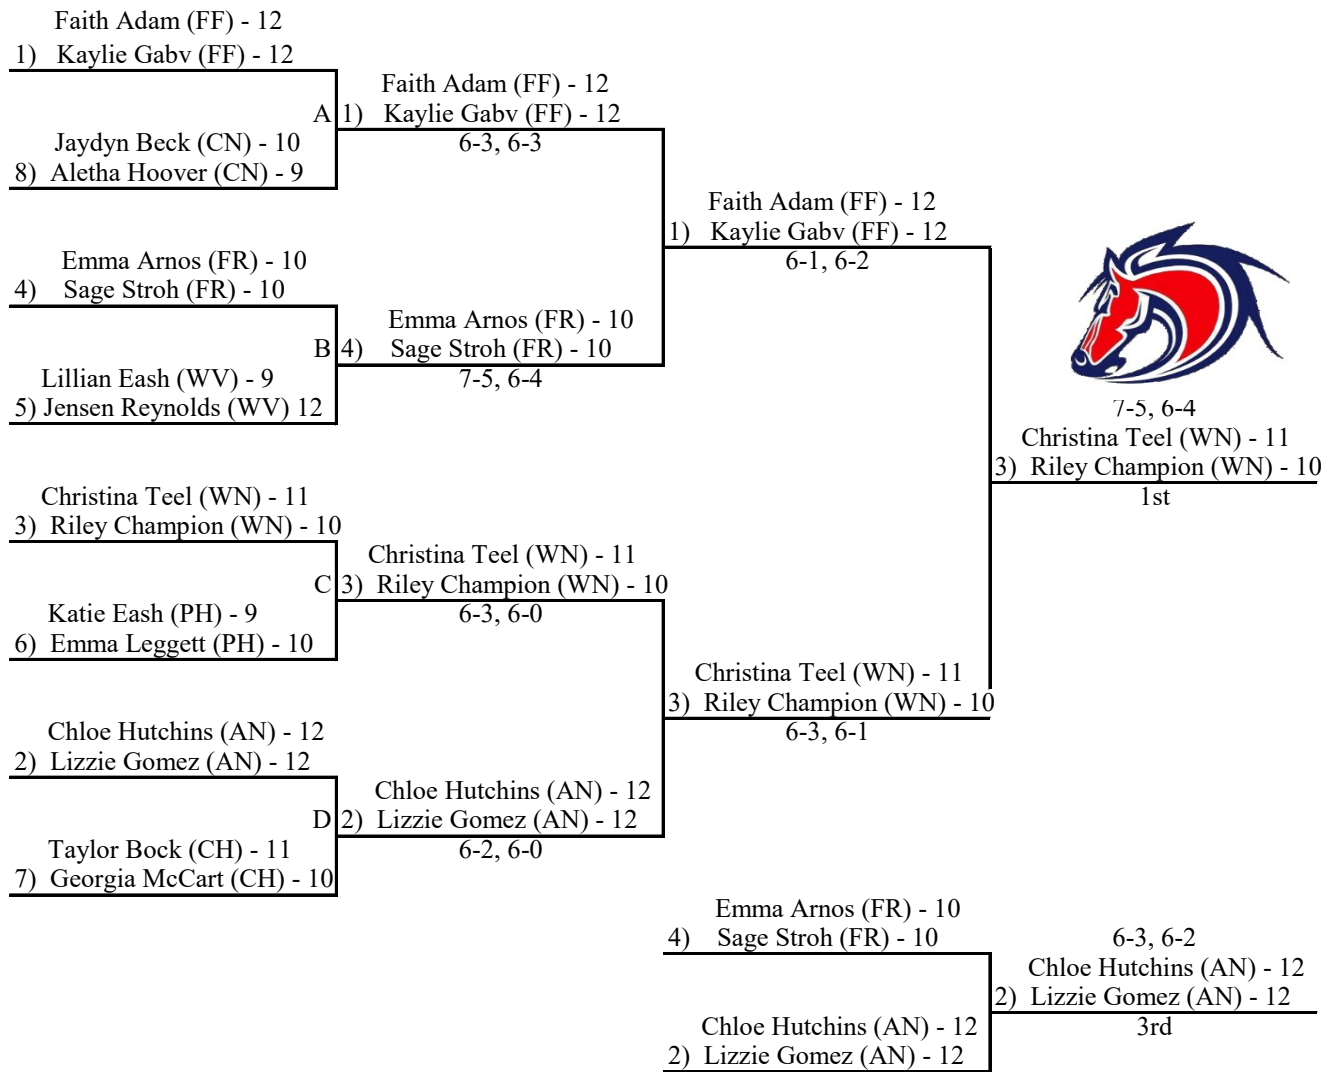 Faith Adam (FF) - 12
1) Kaylie Gabv (FF) - 12
Faith Adam (FF) - 12
A 1) Kaylie Gabv (FF) - 12
6-3, 6-3
Jaydyn Beck (CN) - 10
8) Aletha Hoover (CN) - 9
Faith Adam (FF) - 12
1) Kaylie Gabv (FF) - 12
6-1, 6-2
Emma Arnos (FR) - 10
4) Sage Stroh (FR) - 10
Emma Arnos (FR) - 10
B 4) Sage Stroh (FR) - 10
7-5, 6-4
Lillian Eash (WV) - 9
5) Jensen Reynolds (WV) 12
7-5, 6-4
Christina Teel (WN) - 11
3) Riley Champion (WN) - 10
1st
Christina Teel (WN) - 11
3) Riley Champion (WN) - 10
Christina Teel (WN) - 11
C 3) Riley Champion (WN) - 10
6-3, 6-0
Katie Eash (PH) - 9
6) Emma Leggett (PH) - 10
Christina Teel (WN) - 11
3) Riley Champion (WN) - 10
6-3, 6-1
Chloe Hutchins (AN) - 12
2) Lizzie Gomez (AN) - 12
Chloe Hutchins (AN) - 12
D 2) Lizzie Gomez (AN) - 12
6-2, 6-0
Taylor Bock (CH) - 11
7) Georgia McCart (CH) - 10
Emma Arnos (FR) - 10
4) Sage Stroh (FR) - 10
6-3, 6-2
Chloe Hutchins (AN) - 12
2) Lizzie Gomez (AN) - 12
3rd
Chloe Hutchins (AN) - 12
2) Lizzie Gomez (AN) - 12